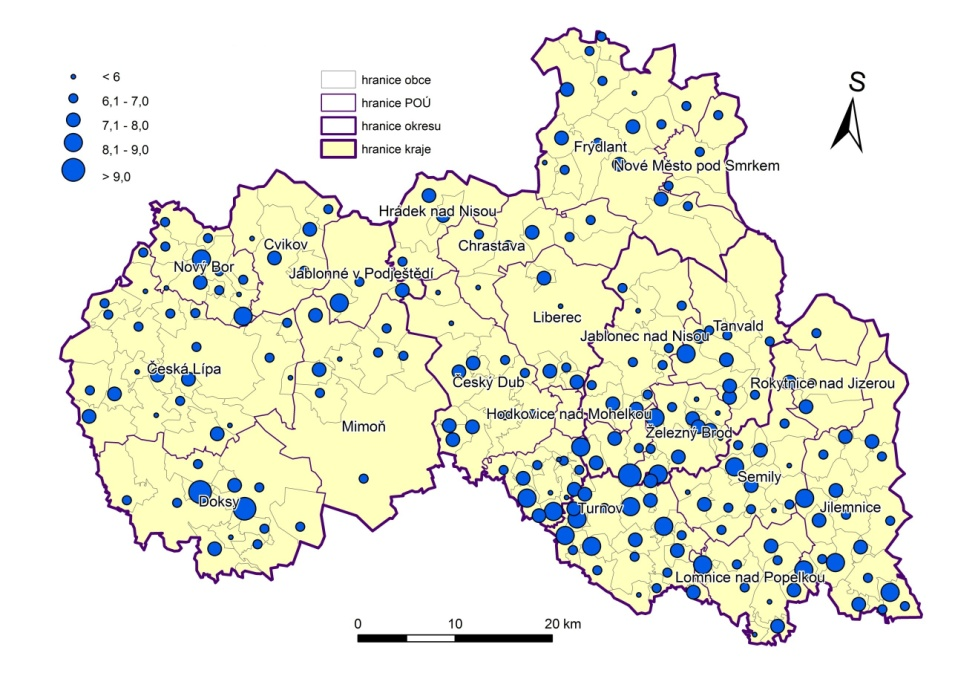 < 6
6,1 - 7,0
7,1 - 8,0
8,1 - 9,0
> 9,0
hranice obce
hranice POÚ
hranice okresu
hranice kraje
S
Frýdlant
Nové Město pod Smrkem
Hrádek nad Nisou
Chrastava
Cvikov
Nový Bor
Jablonné v Podještědí
Liberec
Tanvald
Jablonec nad Nisou
Česká Lípa
Český Dub
Rokytnice nad Jizerou
Hodkovice nad Mohelkou
Mimoň
Železný Brod
Semily
Doksy
Turnov
Jilemnice
Lomnice nad Popelkou
0 10 20 km